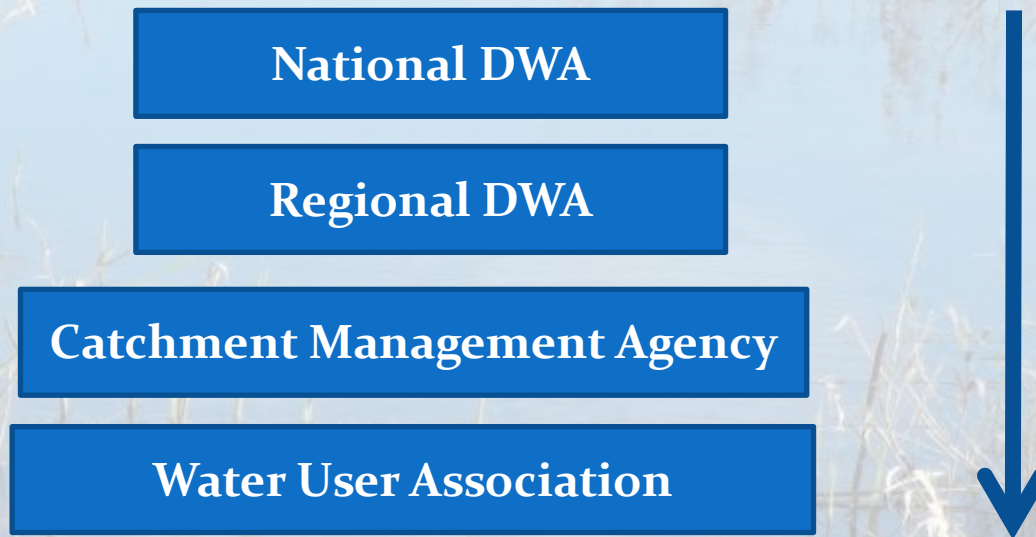 National DWA
Regional DWA
Catchment Management Agency
Water User Association